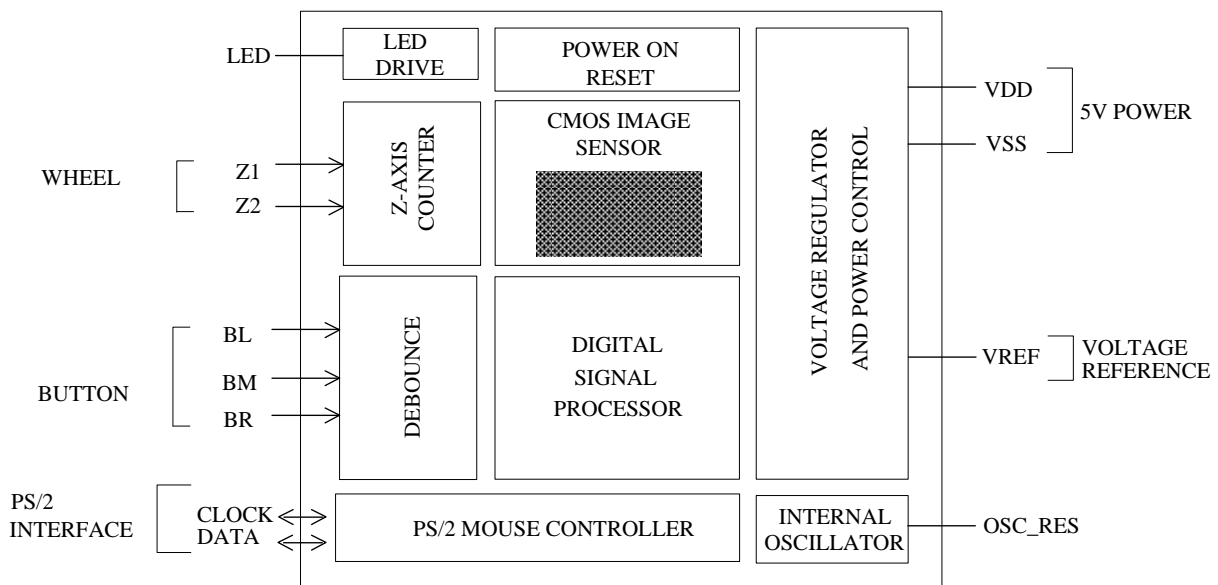 LED
LED
DRIVE
POWER ON
RESET
VOLTAGE REGULATOR
AND POWER CONTROL
VDD
VSS
5V POWER
WHEEL
Z1
Z2
Z-AXIS
COUNTER
CMOS IMAGE
SENSOR
BUTTON
BL
BM
BR
DEBOUNCE
DIGITAL
SIGNAL
PROCESSOR
VREF
VOLTAGE
REFERENCE
PS/2
INTERFACE
CLOCK
DATA
PS/2 MOUSE CONTROLLER
INTERNAL
OSCILLATOR
OSC_RES